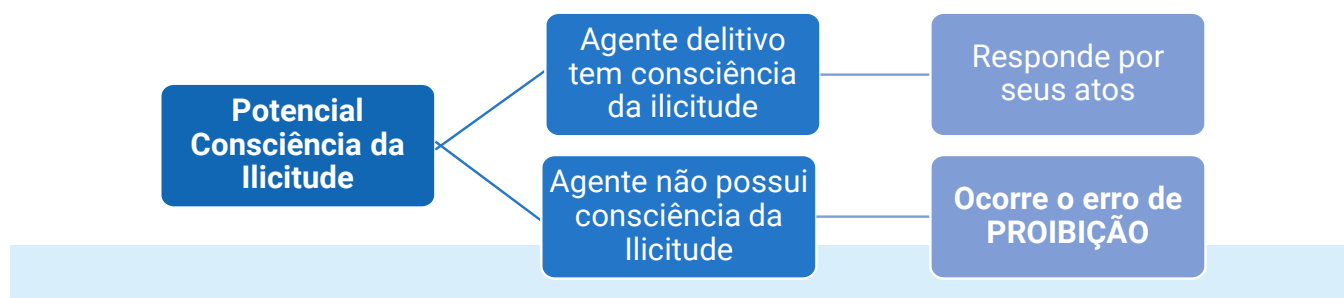 Potencial
Consciência da
Ilicitude
Agente delitivo
tem consciência
da ilicitude
Responde por
seus atos
Agente não possui
consciência da
Ilicitude
Ocorre o erro de
PROIBIÇÃO